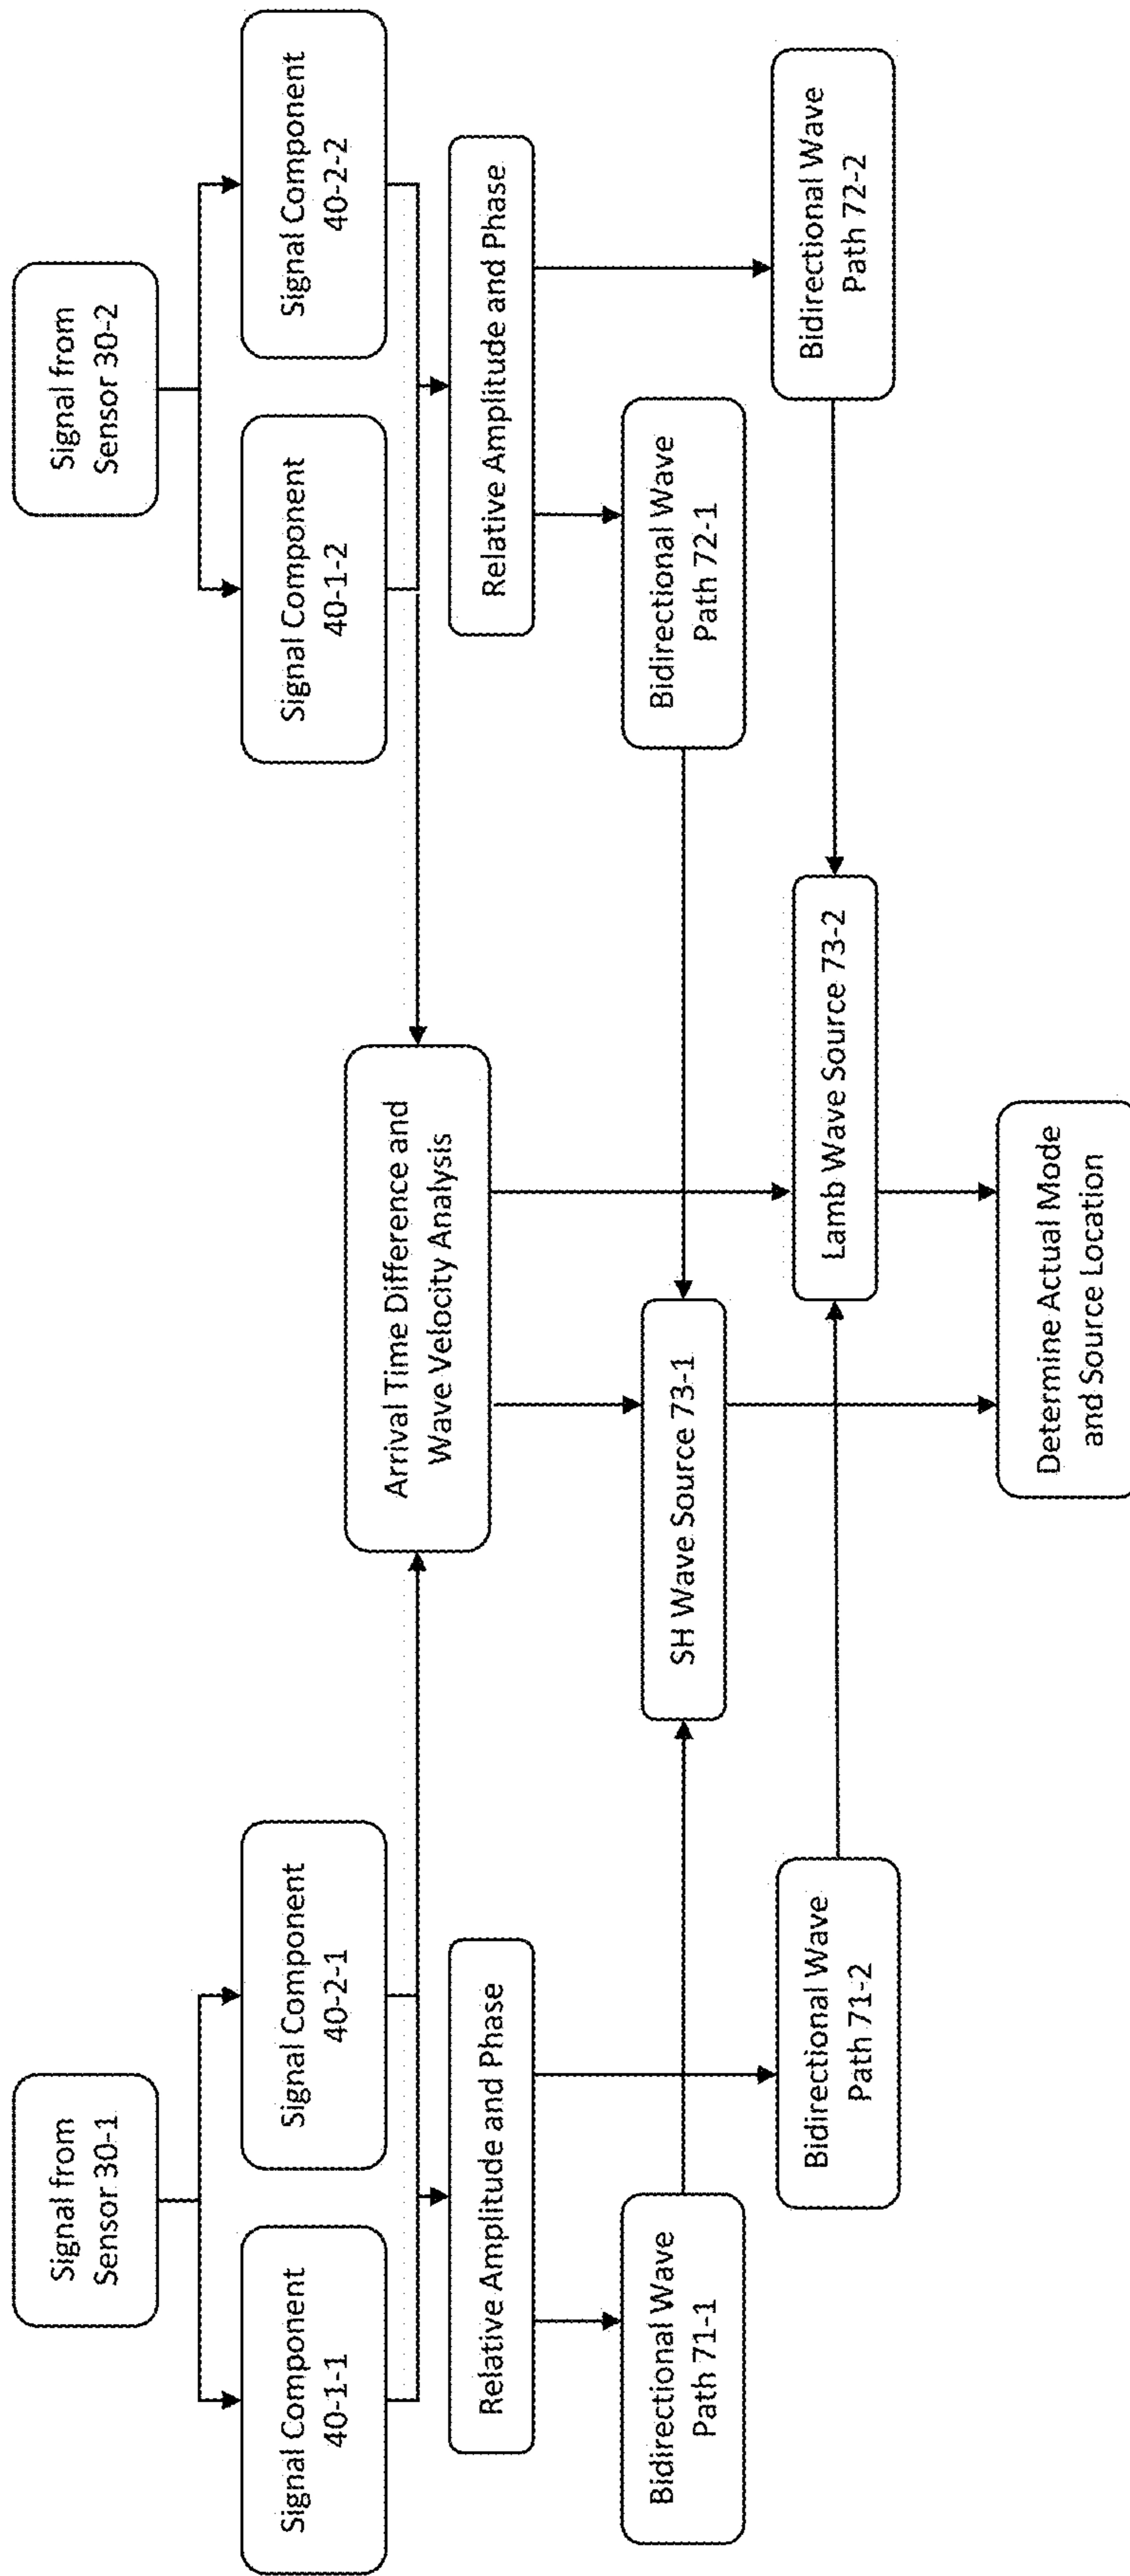 Signal from
Sensor 30-1
Signal from
Sensor 30-2
Signal Component
40-1-1
Signal Component
40-2-1
Signal Component
40-1-2
Signal Component
40-2-2
Arrival Time Difference and
Wave Velocity Analysis
Relative Amplitude and Phase
Relative Amplitude and Phase
Bidirectional Wave
Path 71-1
SH Wave Source 73-1
Bidirectional Wave
Path 72-1
Bidirectional Wave
Path 71-2
Lamb Wave Source 73-2
Bidirectional Wave
Path 72-2
Determine Actual Mode
and Source Location